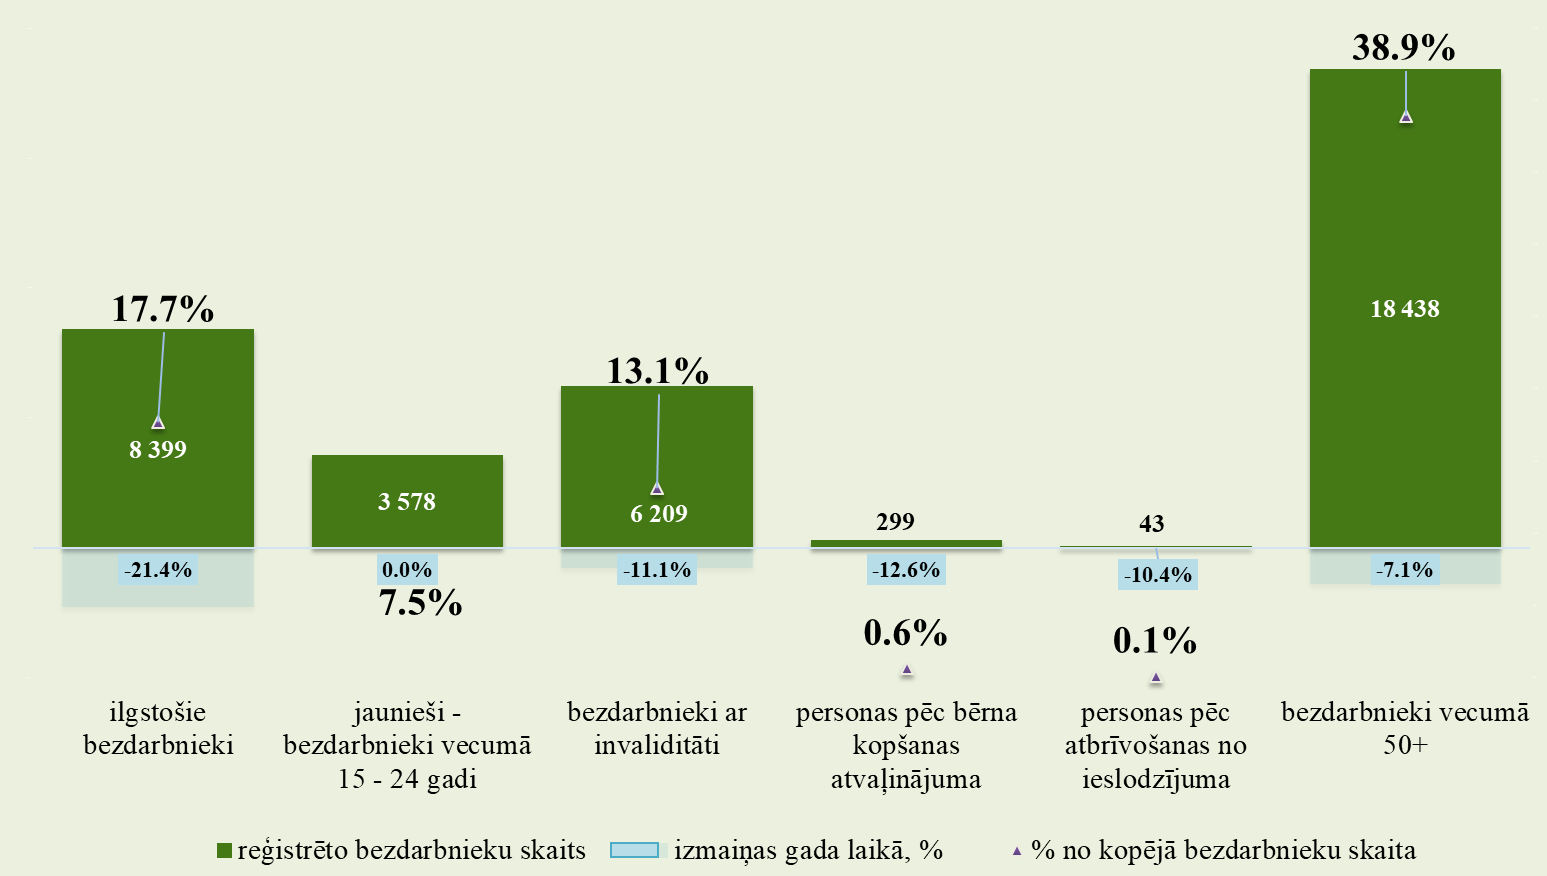 38.9%
17.7%
13.1%
18 438
8 399
3 578
6 209
299
43
-21.4%
0.0%
-11.1%
-12.6%
-10.4%
-7.1%
7.5%
0.6%
0.1%
ilgstošie
bezdarbnieki
jaunieši -
bezdarbnieki vecumā
15 - 24 gadi
bezdarbnieki ar
invaliditāti
personas pēc bērna
kopšanas
atvaļinājuma
personas pēc
atbrīvošanas no
ieslodzījuma
bezdarbnieki vecumā
50+
reģistrēto bezdarbnieku skaits
izmaiņas gada laikā, %
% no kopējā bezdarbnieku skaita